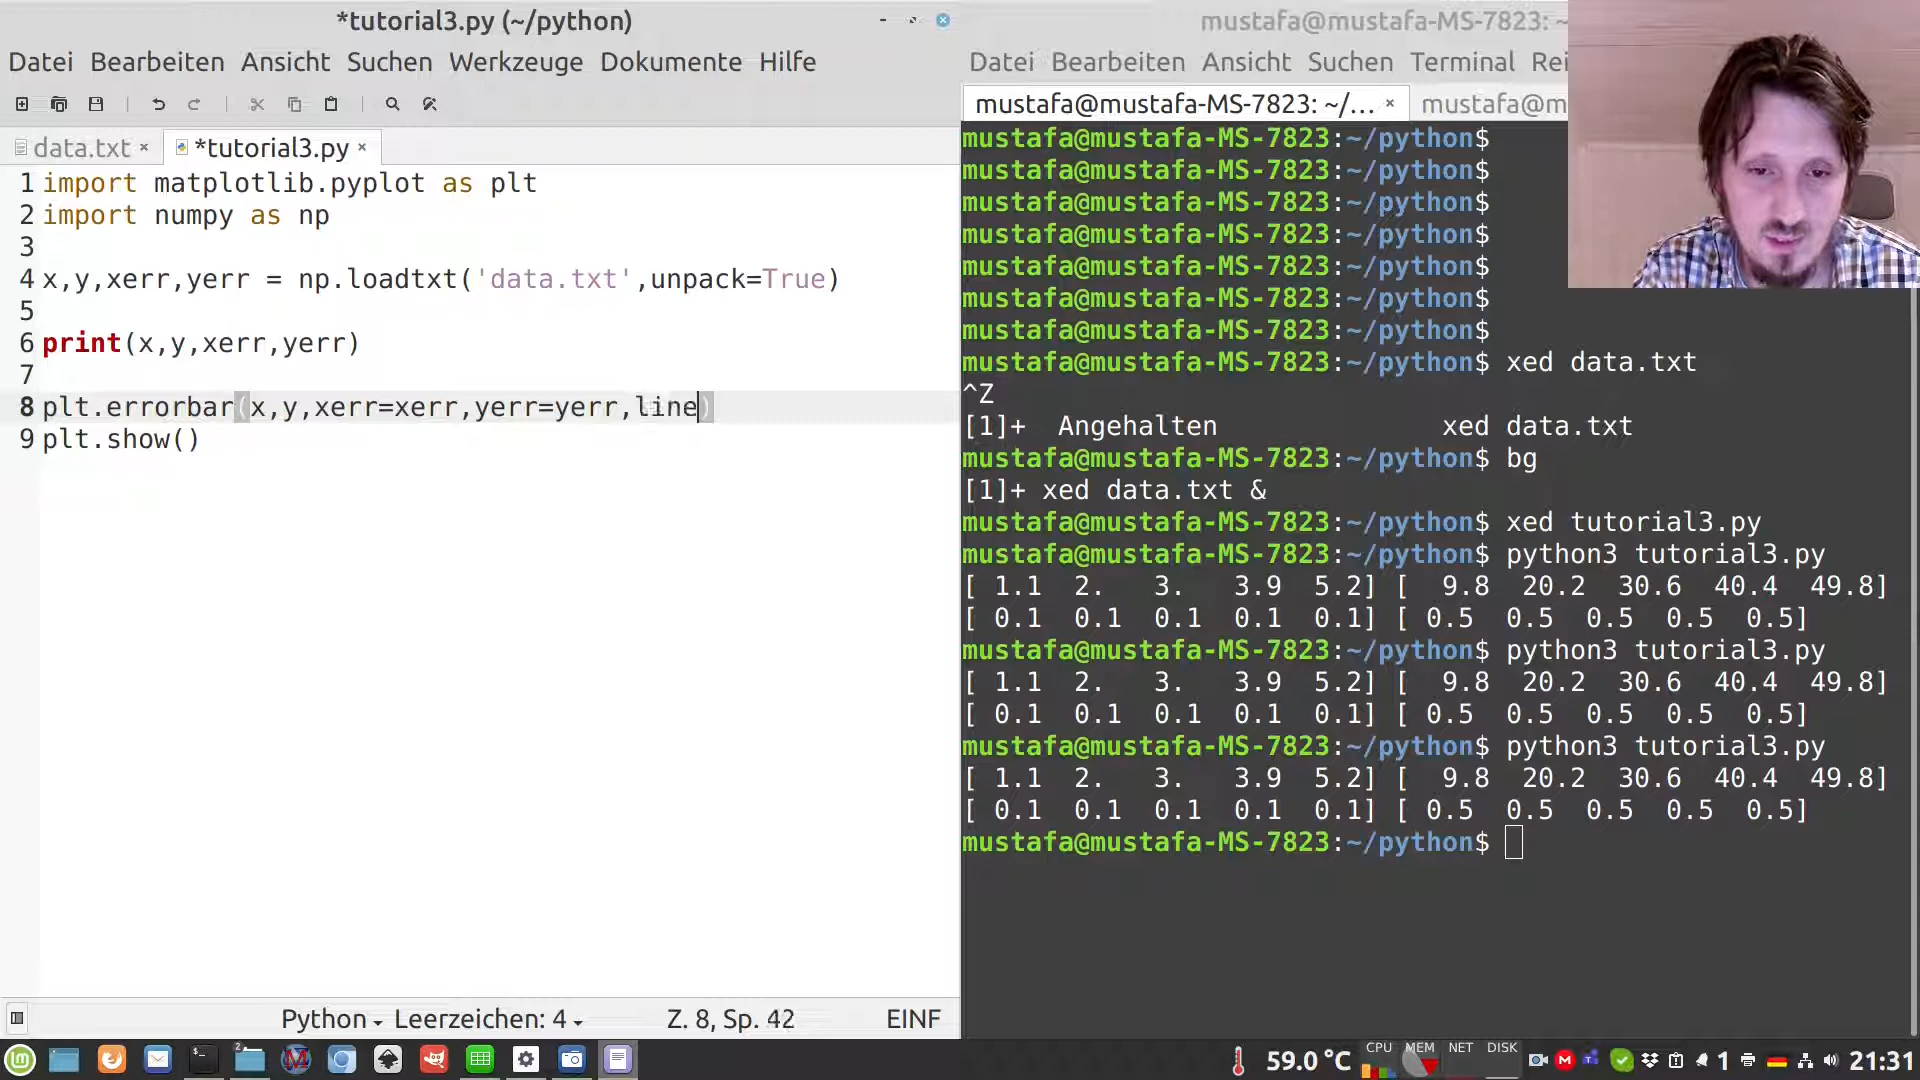 *tutorial3.py (~/python)
Datei Bearbeiten Ansicht Suchen Werkzeuge Dokumente Hilfe
data.txt ×
*tutorial3.py ×
1 import matplotlib.pyplot as plt
2 import numpy as np
3
4 x,y,xerr,yerr = np.loadtxt('data.txt',unpack=True)
5
6 print(x,y,xerr,yerr)
7
8 plt.errorbar(x,y,xerr=xerr,yerr=yerr,line)
9 plt.show()
Python Leerzeichen: 4 Z. 8, Sp. 42 EINF
mustafa@mustafa-MS-7823: ~
Datei Bearbeiten Ansicht Suchen Terminal Rei
mustafa@mustafa-MS-7823: ~/... × mustafa@m
mustafa@mustafa-MS-7823:~/python$
mustafa@mustafa-MS-7823:~/python$
mustafa@mustafa-MS-7823:~/python$
mustafa@mustafa-MS-7823:~/python$
mustafa@mustafa-MS-7823:~/python$
mustafa@mustafa-MS-7823:~/python$
mustafa@mustafa-MS-7823:~/python$
mustafa@mustafa-MS-7823:~/python$ xed data.txt
^Z
[1]+  Angehalten              xed data.txt
mustafa@mustafa-MS-7823:~/python$ bg
[1]+ xed data.txt &
mustafa@mustafa-MS-7823:~/python$ xed tutorial3.py
mustafa@mustafa-MS-7823:~/python$ python3 tutorial3.py
[ 1.1  2.   3.   3.9  5.2] [  9.8  20.2  30.6  40.4  49.8]
[ 0.1  0.1  0.1  0.1  0.1] [ 0.5  0.5  0.5  0.5  0.5]
mustafa@mustafa-MS-7823:~/python$ python3 tutorial3.py
[ 1.1  2.   3.   3.9  5.2] [  9.8  20.2  30.6  40.4  49.8]
[ 0.1  0.1  0.1  0.1  0.1] [ 0.5  0.5  0.5  0.5  0.5]
mustafa@mustafa-MS-7823:~/python$ python3 tutorial3.py
[ 1.1  2.   3.   3.9  5.2] [  9.8  20.2  30.6  40.4  49.8]
[ 0.1  0.1  0.1  0.1  0.1] [ 0.5  0.5  0.5  0.5  0.5]
mustafa@mustafa-MS-7823:~/python$
2
59.0 °C CPU MEM NET DISK 1 21:31